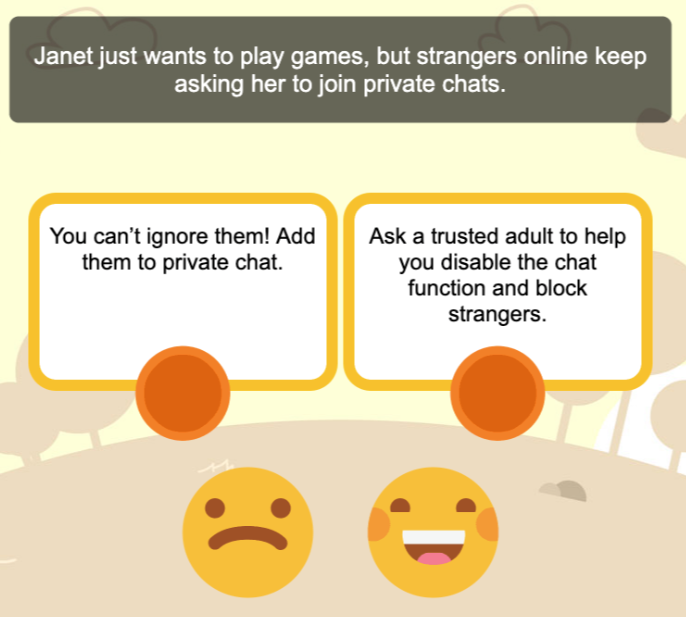 Janet just wants to play games, but strangers online keep
asking her to join private chats.
You can’t ignore them! Add
them to private chat.
Ask a trusted adult to help
you disable the chat
function and block
strangers.